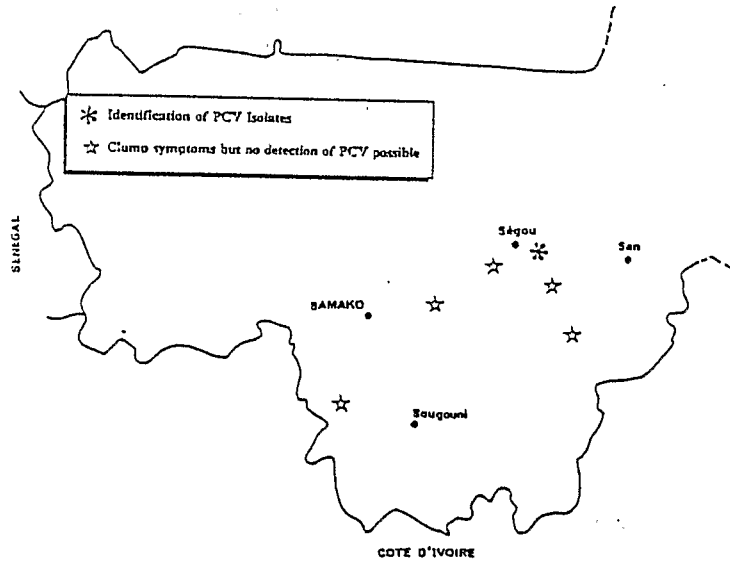 Identification of PCV Isolates
Clump symptoms but no detection of PCV possible
SENEGAL
Ségou
San
BAMAKO
Bougouni
COTE D'IVOIRE